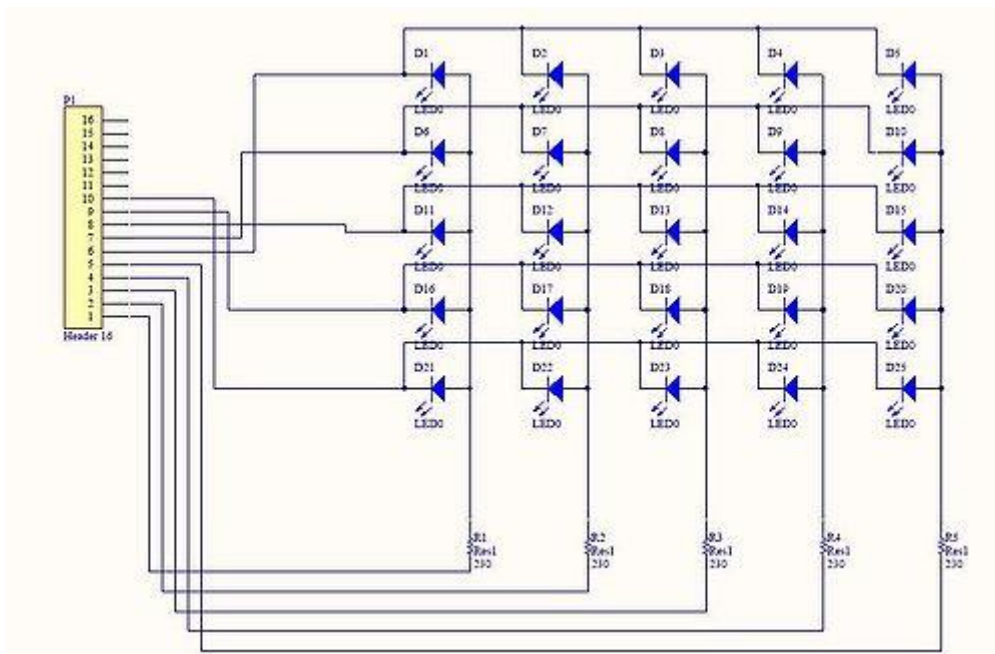 D1 D2 D3 D4 D5
LED0 LED0 LED0 LED0 LED0
P1
16
15
14
13
12
11
10
9
8
7
6
5
4
3
2
1
Header 16
D6 D7 D8 D9 D10
LED0 LED0 LED0 LED0 LED0
D11 D12 D13 D14 D15
LED0 LED0 LED0 LED0 LED0
D16 D17 D18 D19 D20
LED0 LED0 LED0 LED0 LED0
D21 D22 D23 D24 D25
LED0 LED0 LED0 LED0 LED0
R1 R2 R3 R4 R5
Res1 Res1 Res1 Res1 Res1
230 230 230 230 230